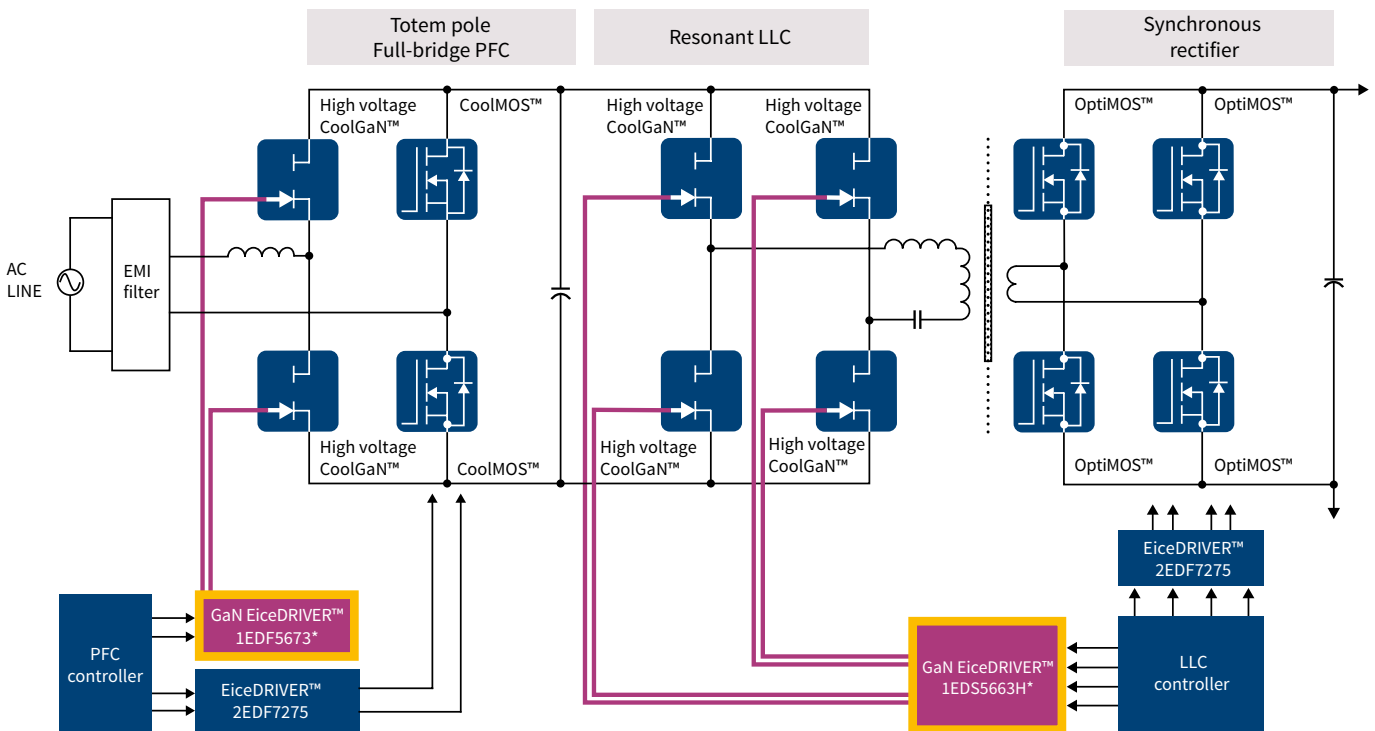 Totem pole
Full-bridge PFC
Resonant LLC
Synchronous
rectifier
High voltage
CoolGaN™
CoolMOS™
High voltage
CoolGaN™
High voltage
CoolGaN™
OptiMOS™
OptiMOS™
AC
LINE
EMI
filter
High voltage
CoolGaN™
CoolMOS™
High voltage
CoolGaN™
High voltage
CoolGaN™
OptiMOS™
OptiMOS™
PFC
controller
GaN EiceDRIVER™
1EDF5673*
EiceDRIVER™
2EDF7275
GaN EiceDRIVER™
1EDS5663H*
EiceDRIVER™
2EDF7275
LLC
controller